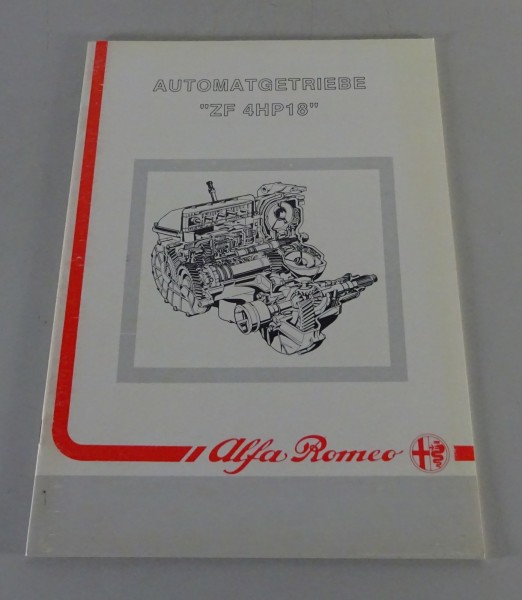 AUTOMATGETRIEBE
"ZF 4HP18"
Alfa Romeo